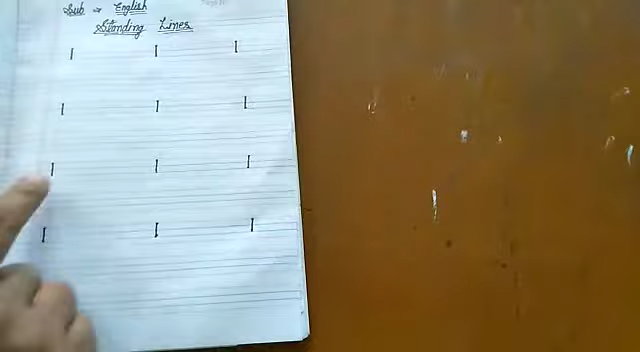 Sub → English
Standing Lines
| | |
| | |
| | |
| | |